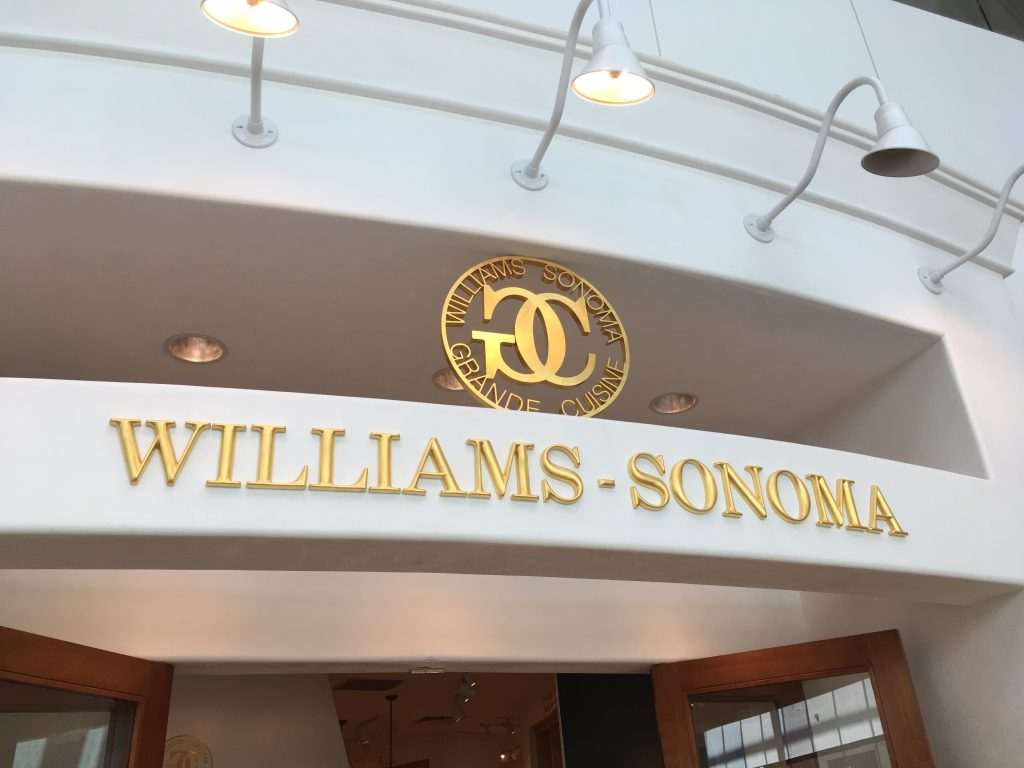 WILLIAMS SONOMA
GC
GRANDE CUISINE
WILLIAMS - SONOMA